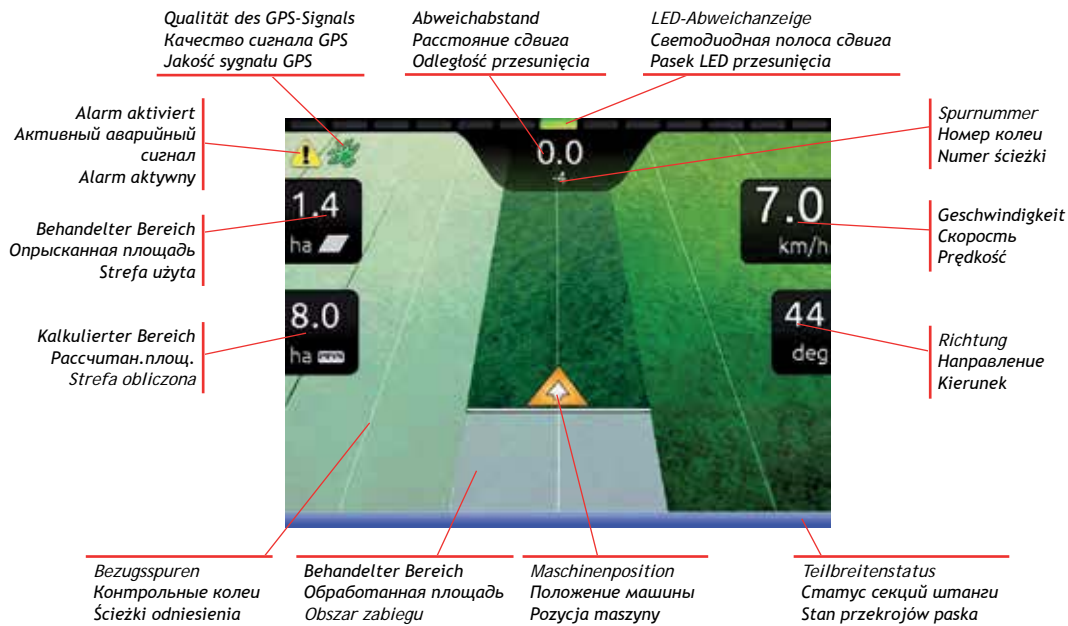 Qualität des GPS-Signals
Качество сигнала GPS
Jakość sygnału GPS
Abweichabstand
Расстояние сдвига
Odległość przesunięcia
LED-Abweichanzeige
Светодиодная полоса сдвига
Pasek LED przesunięcia
Alarm aktiviert
Активный аварийный
сигнал
Alarm aktywny
Spurnummer
Номер колеи
Numer ścieżki
Behandelter Bereich
Опрысканная площадь
Strefa użyta
Geschwindigkeit
Скорость
Prędkość
Kalkulierter Bereich
Рассчитан.площ.
Strefa obliczona
Richtung
Направление
Kierunek
0.0
-4
1.4
ha
8.0
ha
7.0
km/h
44
deg
Bezugsspuren
Контрольные колеи
Ścieżki odniesienia
Behandelter Bereich
Обработанная площадь
Obszar zabiegu
Maschinenposition
Положение машины
Pozycja maszyny
Teilbreitenstatus
Статус секций штанги
Stan przekrojów paska